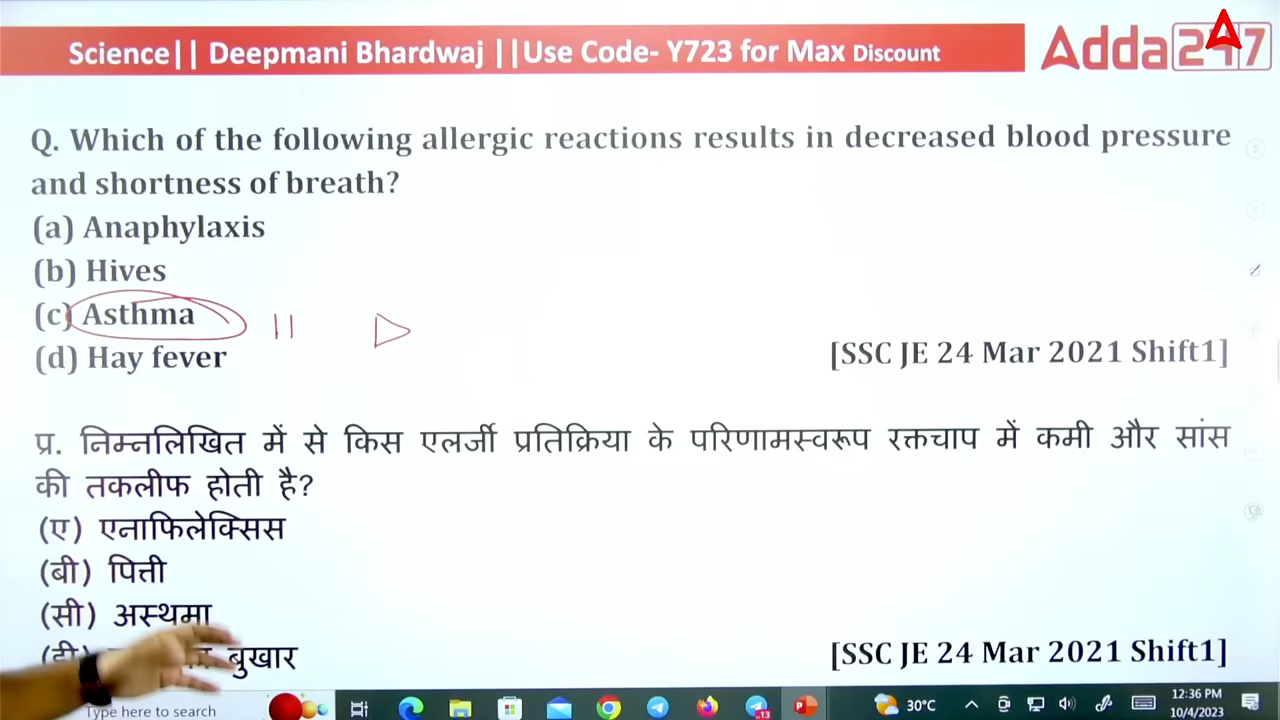 Science|| Deepmani Bhardwaj ||Use Code- Y723 for Max Discount
Adda247
Q. Which of the following allergic reactions results in decreased blood pressure
and shortness of breath?
(a) Anaphylaxis
(b) Hives
(c) Asthma
(d) Hay fever
[SSC JE 24 Mar 2021 Shift1]
प्र. निम्नलिखित में से किस एलर्जी प्रतिक्रिया के परिणामस्वरूप रक्तचाप में कमी और सांस
की तकलीफ होती है?
(ए) एनाफिलेक्सिस
(बी) पित्ती
(सी) अस्थमा
बुखार
[SSC JE 24 Mar 2021 Shift1]
Type here to search
13
30°C
12:36 PM
10/4/2023